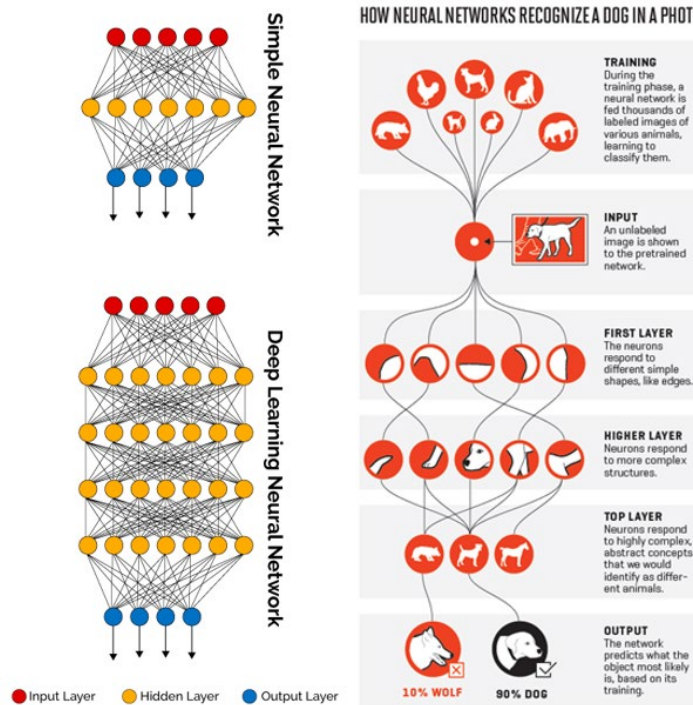 Simple Neural Network
Deep Learning Neural Network
Input Layer
Hidden Layer
Output Layer
HOW NEURAL NETWORKS RECOGNIZE A DOG IN A PHOT
TRAINING
During the
training phase, a
neural network is
fed thousands of
labeled images of
various animals,
learning to
classify them.
INPUT
An unlabeled
image is shown
to the pretrained
network.
FIRST LAYER
The neurons
respond to
different simple
shapes, like edges.
HIGHER LAYER
Neurons respond
to more complex
structures.
TOP LAYER
Neurons respond
to highly complex,
abstract concepts
that we would
identify as differ-
ent animals.
OUTPUT
The network
predicts what the
object most likely
is, based on its
training.
10% WOLF
90% DOG